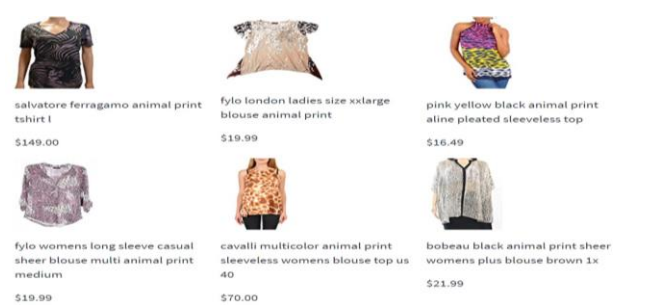 salvatore ferragamo animal print
tshirt l
$149.00
fylo london ladies size xxlarge
blouse animal print
$19.99
pink yellow black animal print
aline pleated sleeveless top
$16.49
fylo womens long sleeve casual
sheer blouse multi animal print
medium
$19.99
cavalli multicolor animal print
sleeveless womens blouse top us
40
$70.00
bobeau black animal print sheer
womens plus blouse brown 1x
$21.99